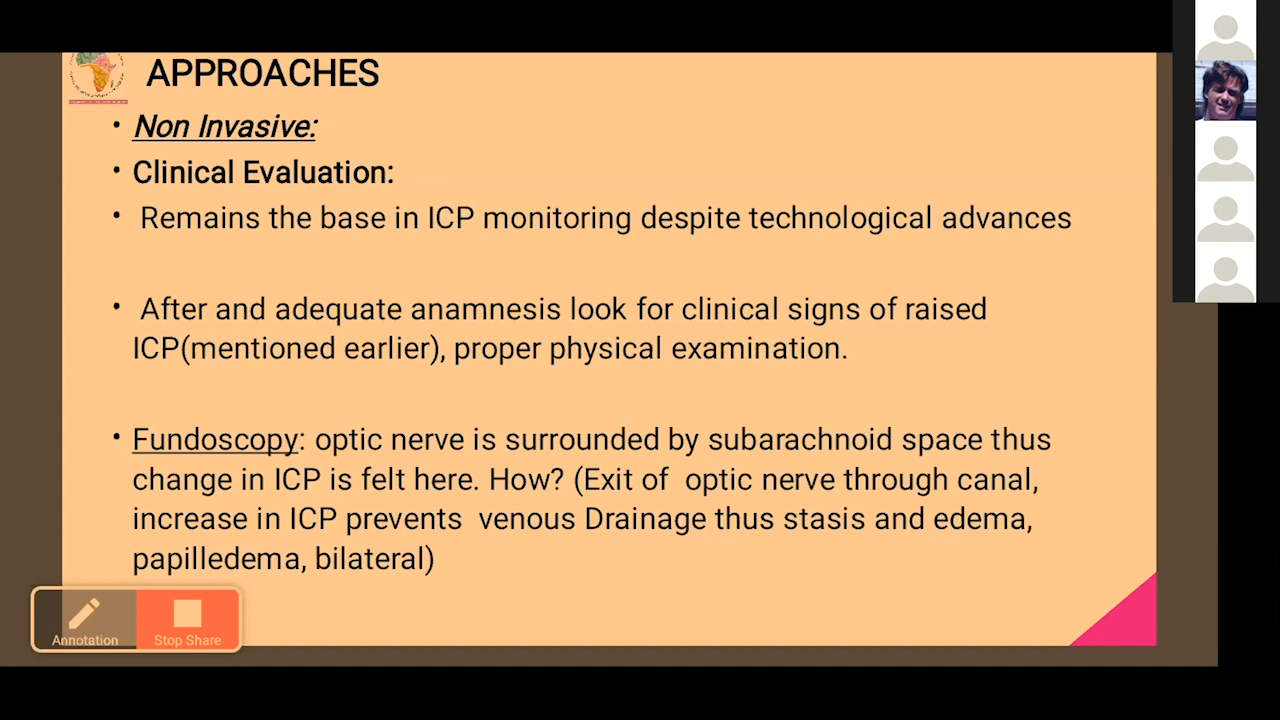 APPROACHES
• Non Invasive:
• Clinical Evaluation:
• Remains the base in ICP monitoring despite technological advances
• After and adequate anamnesis look for clinical signs of raised
ICP(mentioned earlier), proper physical examination.
• Fundoscopy: optic nerve is surrounded by subarachnoid space thus
change in ICP is felt here. How? (Exit of optic nerve through canal,
increase in ICP prevents venous Drainage thus stasis and edema,
papilledema, bilateral)
Annotation
Stop Share